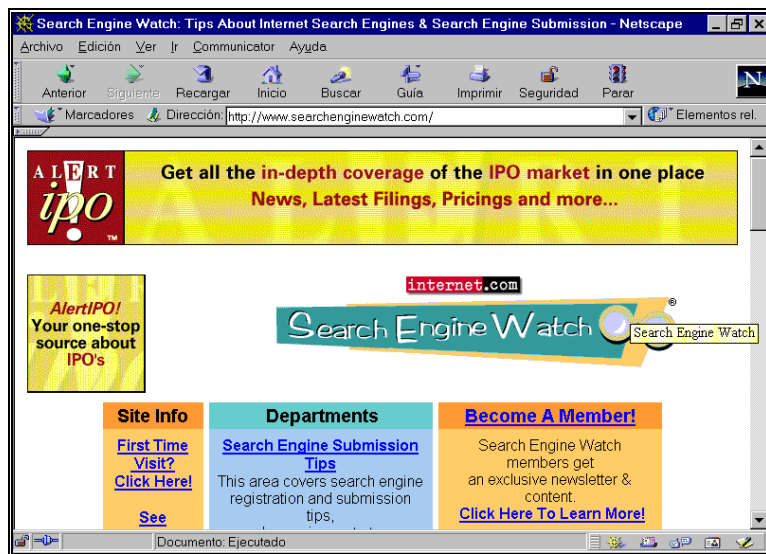 Search Engine Watch: Tips About Internet Search Engines & Search Engine Submission - Netscape
Archivo Edición Ver Ir Communicator Ayuda
Anterior Siguiente Recargar Inicio Buscar Guía Imprimir Seguridad Parar
N
Marcadores Dirección: http://www.searchenginewatch.com/ Elementos rel.
ALERT
ipo
TM
Get all the in-depth coverage of the IPO market in one place
News, Latest Filings, Pricings and more...
AlertIPO!
Your one-stop
source about
IPO's
internet.com
Search Engine Watch ®
Search Engine Watch
Site Info
First Time
Visit?
Click Here!
See
Departments
Search Engine Submission
Tips
This area covers search engine
registration and submission
tips,
Become A Member!
Search Engine Watch
members get
an exclusive newsletter &
content.
Click Here To Learn More!
Documento: Ejecutado